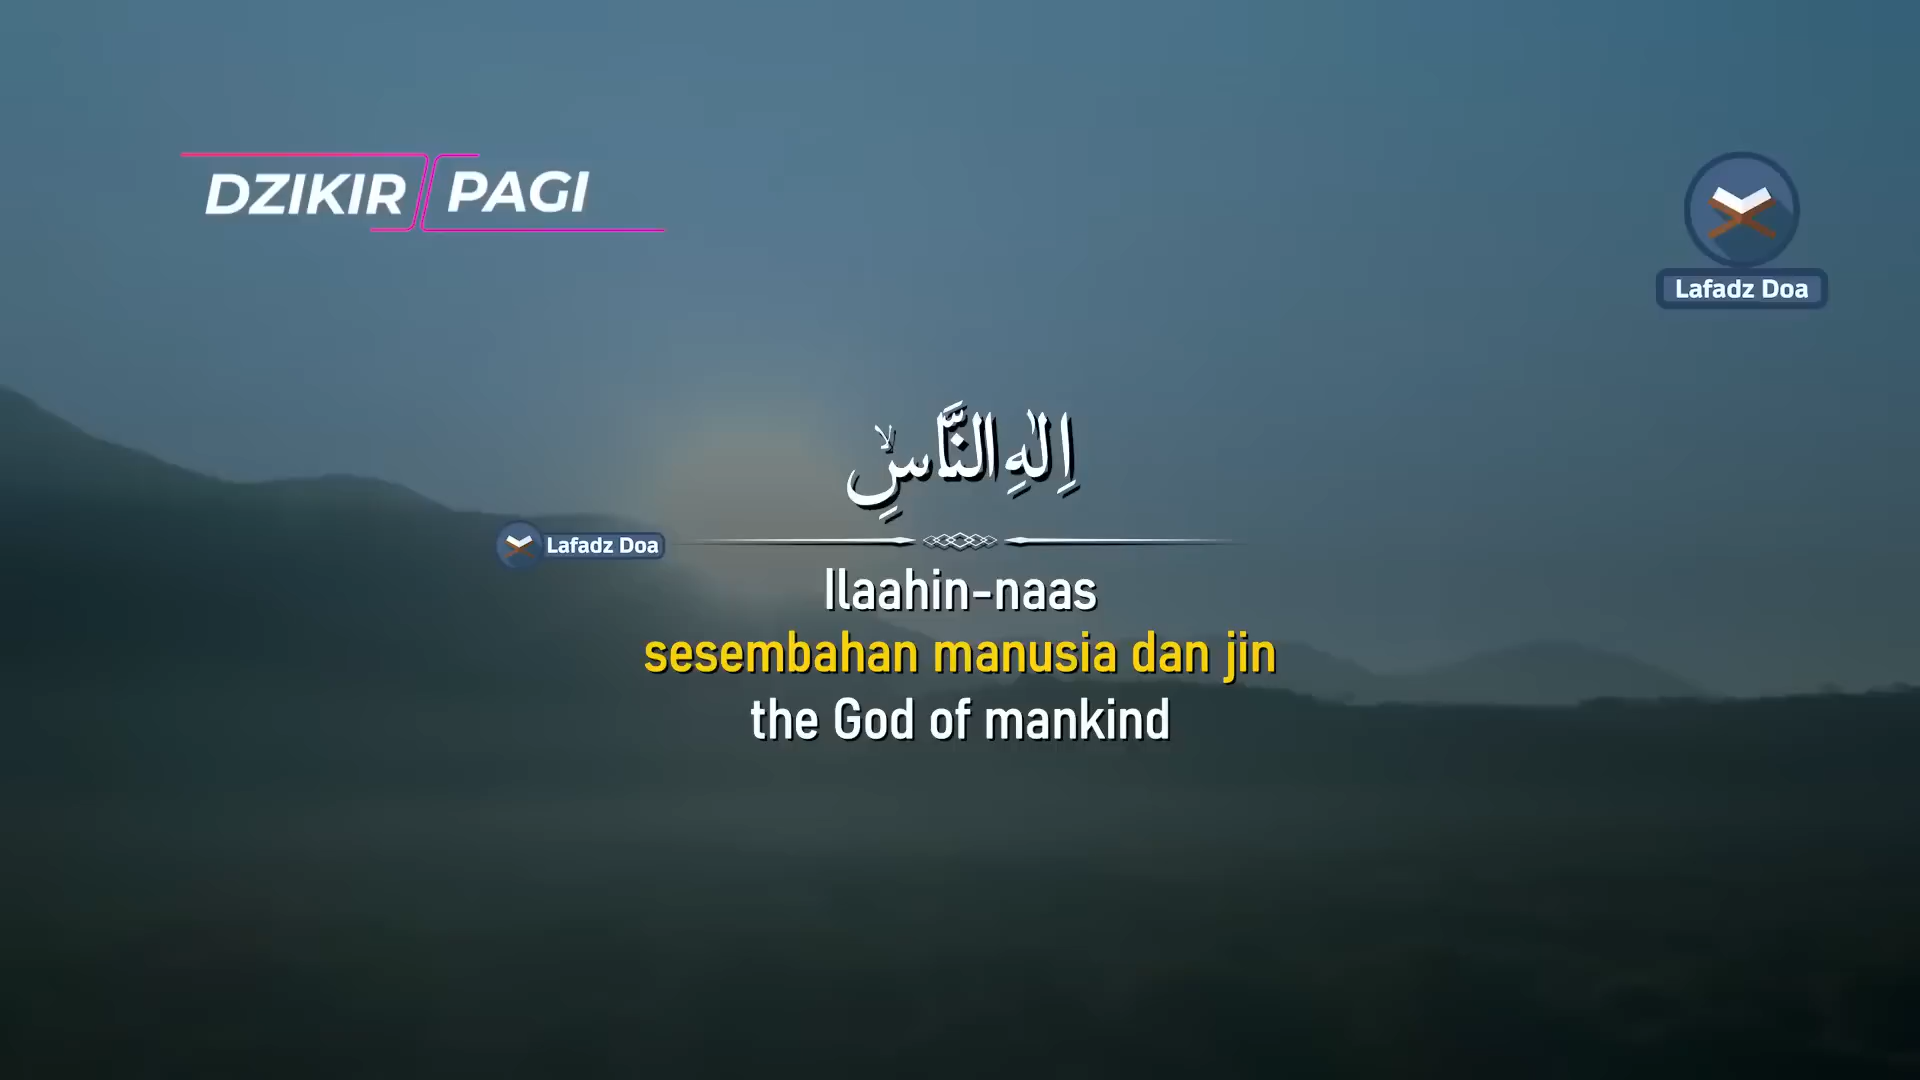 DZIKIR PAGI
Lafadz Doa
اِلٰهِ النَّاسِۙ
Lafadz Doa
Ilaahin-naas
sesembahan manusia dan jin
the God of mankind